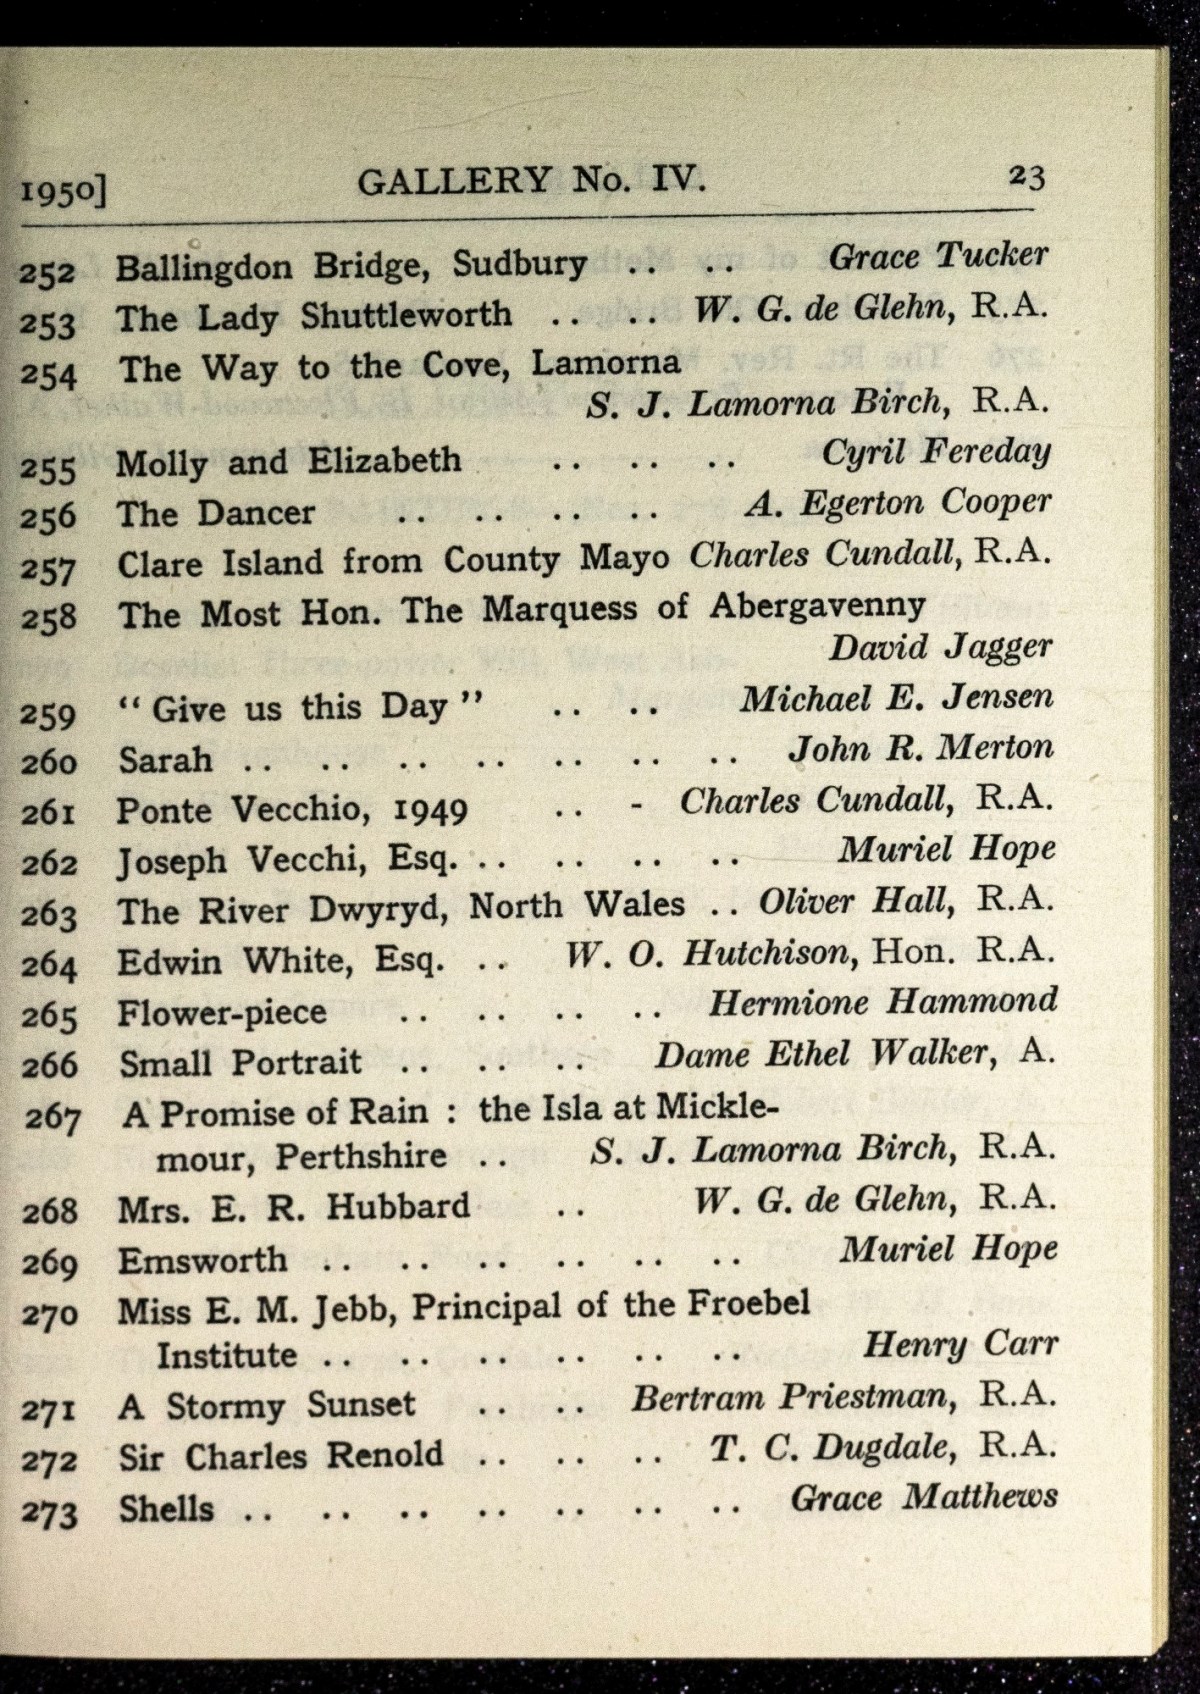 1950] GALLERY No. IV. 23
252 Ballingdon Bridge, Sudbury .. .. Grace Tucker
253 The Lady Shuttleworth .. .. W. G. de Glehn, R.A.
254 The Way to the Cove, Lamorna
S. J. Lamorna Birch, R.A.
255 Molly and Elizabeth .. .. .. Cyril Fereday
256 The Dancer .. .. .. .. A. Egerton Cooper
257 Clare Island from County Mayo Charles Cundall, R.A.
258 The Most Hon. The Marquess of Abergavenny
David Jagger
259 “ Give us this Day ” .. .. Michael E. Jensen
260 Sarah .. .. .. .. .. .. .. John R. Merton
261 Ponte Vecchio, 1949 .. - Charles Cundall, R.A.
262 Joseph Vecchi, Esq. .. .. .. .. Muriel Hope
263 The River Dwyryd, North Wales .. Oliver Hall, R.A.
264 Edwin White, Esq. .. W. O. Hutchison, Hon. R.A.
265 Flower-piece .. .. .. .. Hermione Hammond
266 Small Portrait .. .. .. Dame Ethel Walker, A.
267 A Promise of Rain : the Isla at Mickle-
mour, Perthshire .. S. J. Lamorna Birch, R.A.
268 Mrs. E. R. Hubbard .. W. G. de Glehn, R.A.
269 Emsworth .. .. .. .. .. .. Muriel Hope
270 Miss E. M. Jebb, Principal of the Froebel
Institute .. .. .. .. .. .. Henry Carr
271 A Stormy Sunset .. .. Bertram Priestman, R.A.
272 Sir Charles Renold .. .. .. T. C. Dugdale, R.A.
273 Shells .. .. .. .. .. .. .. Grace Matthews